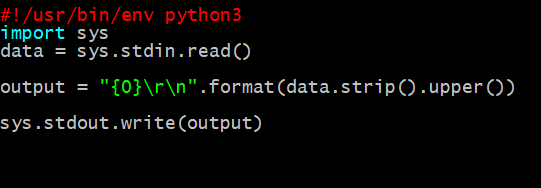 #!/usr/bin/env python3
import sys
data = sys.stdin.read()
output = "{0}\r\n".format(data.strip().upper())
sys.stdout.write(output)